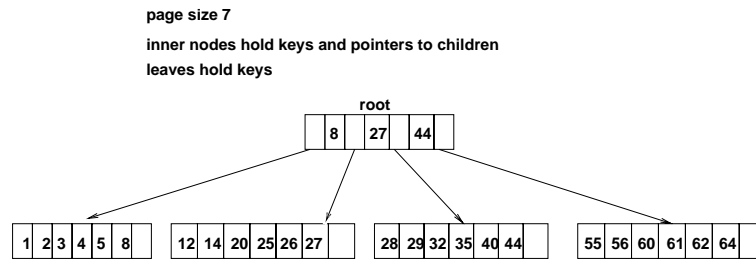 page size 7
inner nodes hold keys and pointers to children
leaves hold keys
root
8 27 44
1 2 3 4 5 8
12 14 20 25 26 27
28 29 32 35 40 44
55 56 60 61 62 64